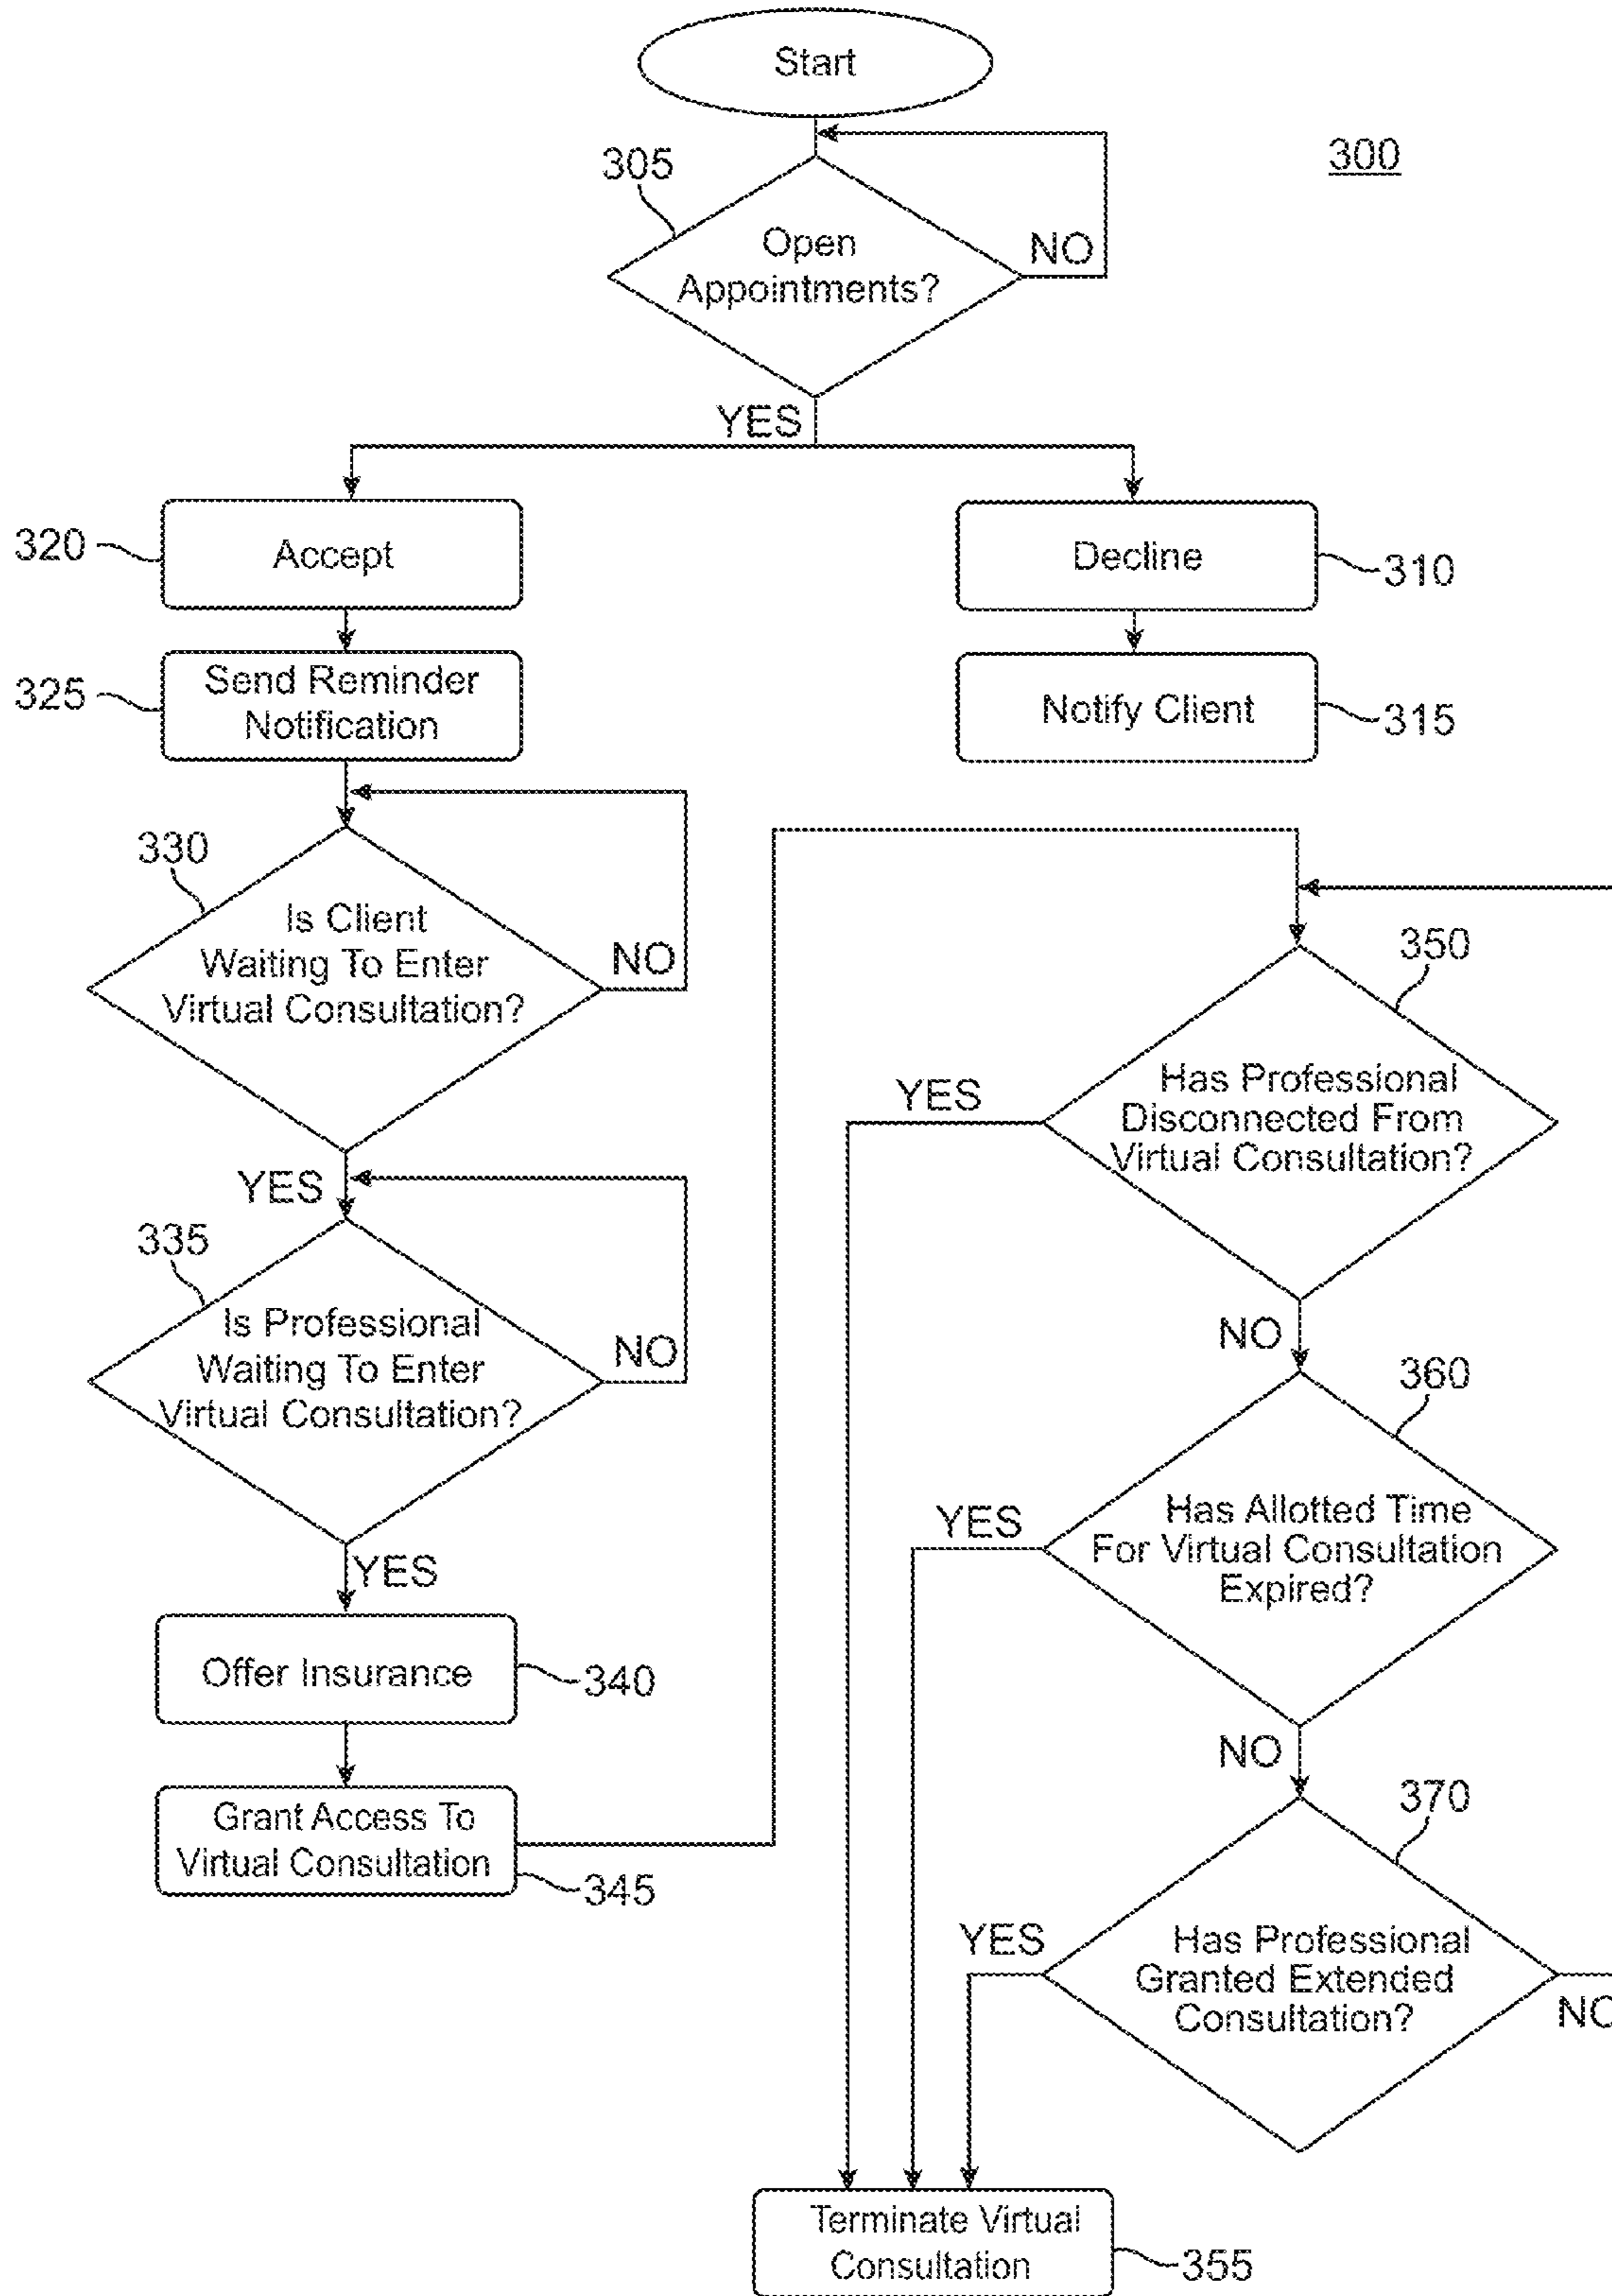 Start
300
305
Open
Appointments?
NO
YES
320
Accept
Decline
310
325
Send Reminder
Notification
Notify Client
315
330
Is Client
Waiting To Enter
Virtual Consultation?
NO
YES
335
Is Professional
Waiting To Enter
Virtual Consultation?
NO
YES
Offer Insurance
340
Grant Access To
Virtual Consultation
345
350
Has Professional
Disconnected From
Virtual Consultation?
YES
NO
360
Has Allotted Time
For Virtual Consultation
Expired?
YES
NO
370
Has Professional
Granted Extended
Consultation?
YES
NO
Terminate Virtual
Consultation
355